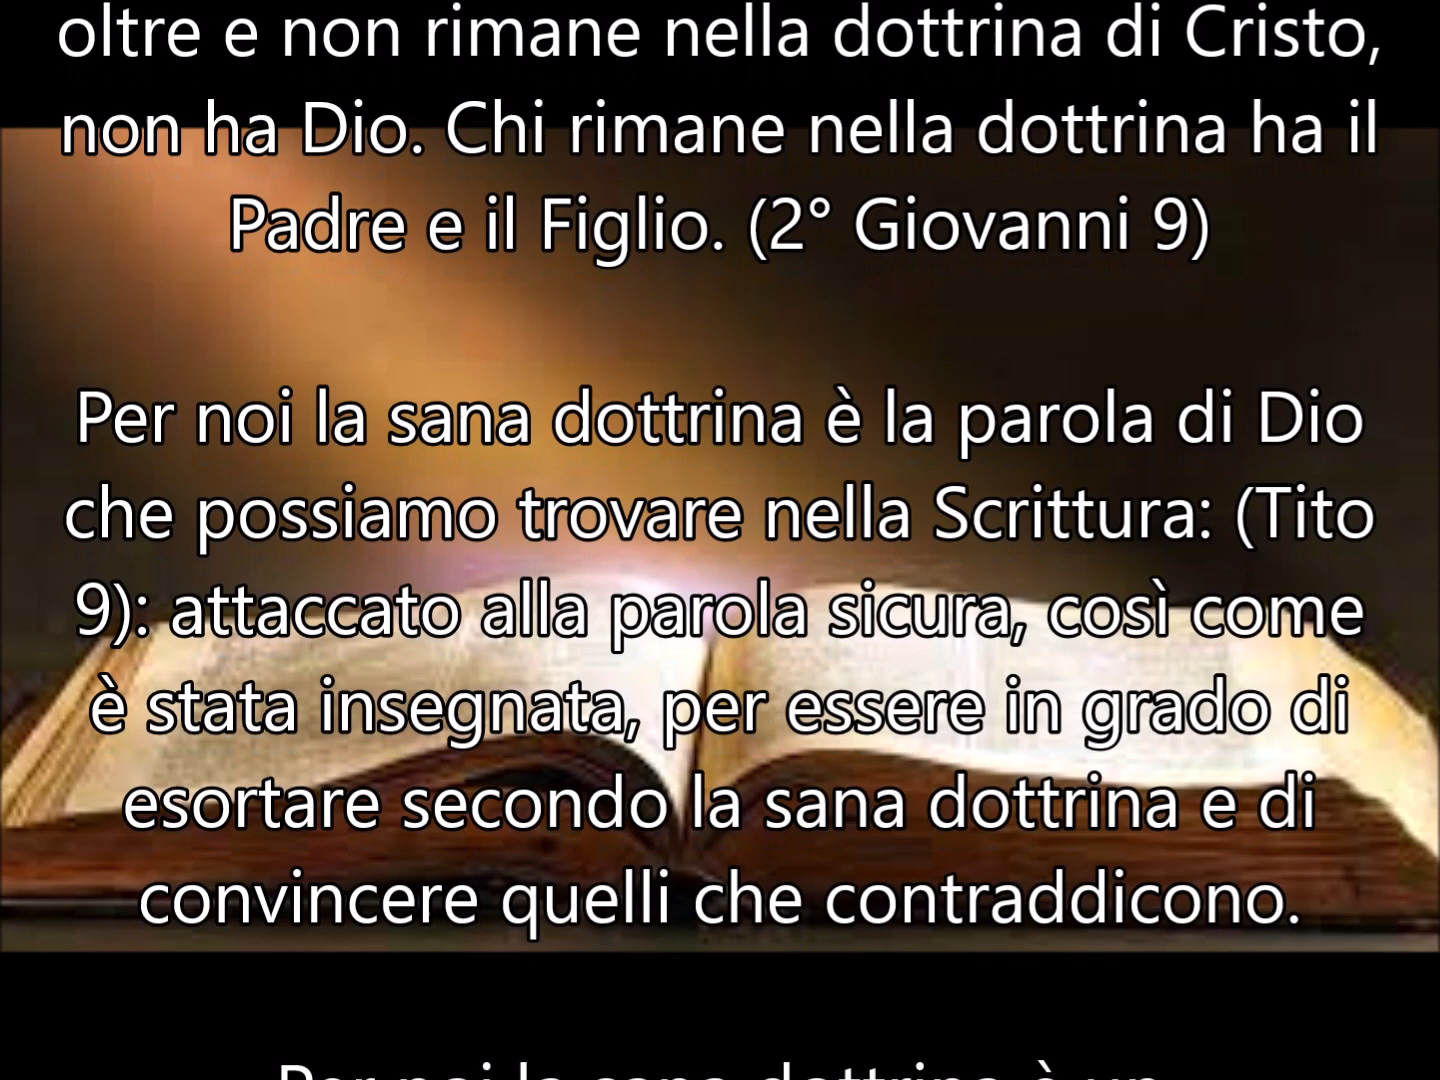 oltre e non rimane nella dottrina di Cristo,
non ha Dio. Chi rimane nella dottrina ha il
Padre e il Figlio. (2° Giovanni 9)
Per noi la sana dottrina è la parola di Dio
che possiamo trovare nella Scrittura: (Tito
9): attaccato alla parola sicura, così come
è stata insegnata, per essere in grado di
esortare secondo la sana dottrina e di
convincere quelli che contraddicono.
Per noi la sana dottrina è un